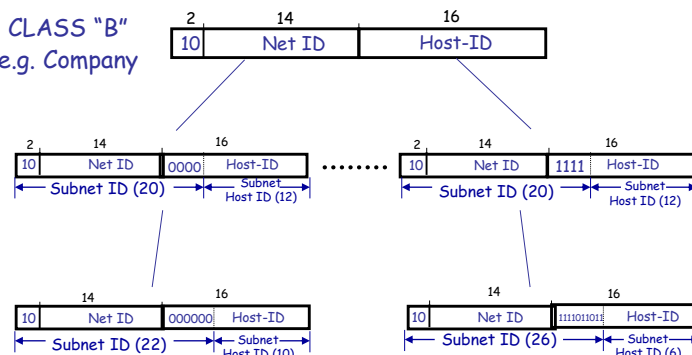 CLASS “B”
e.g. Company
2 14 16
10 Net ID Host-ID
2 14 16
10 Net ID 0000 Host-ID
Subnet ID (20) Subnet
Host ID (12)
........
2 14 16
10 Net ID 1111 Host-ID
Subnet ID (20) Subnet
Host ID (12)
14 16
10 Net ID 000000 Host-ID
Subnet ID (22) Subnet
Host ID (10)
14 16
10 Net ID 1111011011 Host-ID
Subnet ID (26) Subnet
Host ID (6)